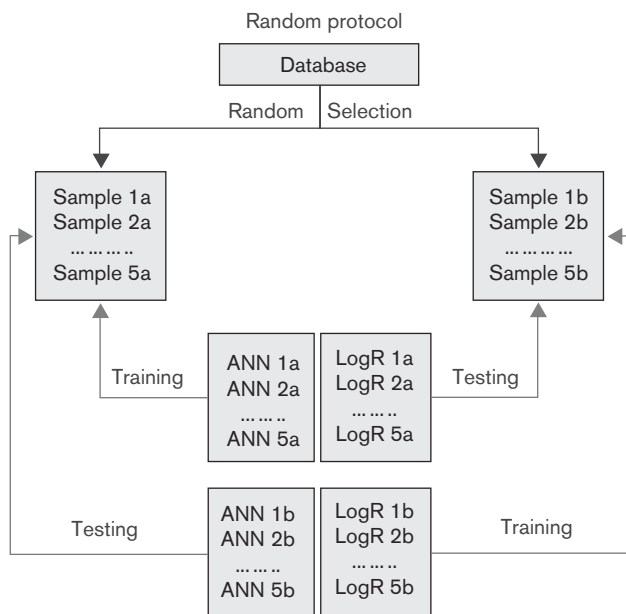 Random protocol
Database
Random Selection
Sample 1a
Sample 2a
... ... ... ..
Sample 5a
Sample 1b
Sample 2b
... ... ... ...
Sample 5b
Training
ANN 1a
ANN 2a
... ... ..
ANN 5a
LogR 1a
LogR 2a
... ... ..
LogR 5a
Testing
Testing
ANN 1b
ANN 2b
... ... ..
ANN 5b
LogR 1b
LogR 2b
... ... ..
LogR 5b
Training